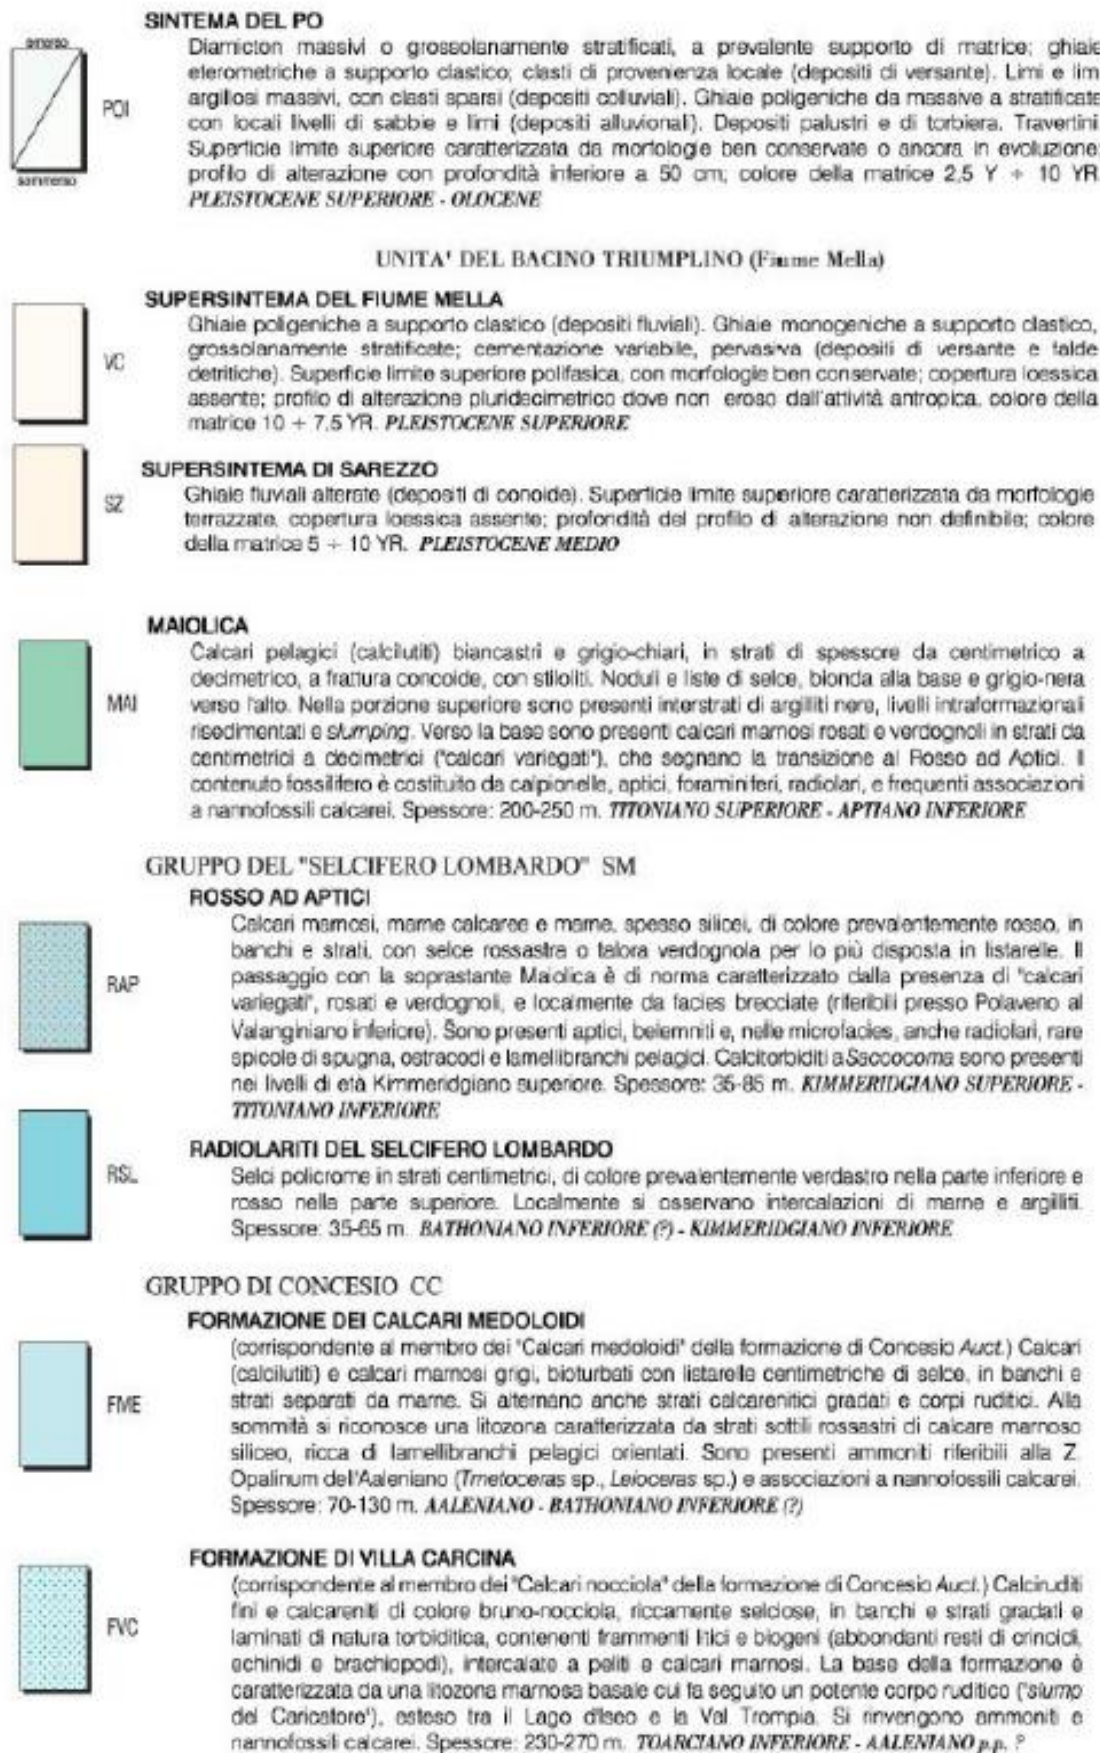 SINTEMA DEL PO
emerso
Diamicton massivi o grossolanamente stratificati, a prevalente supporto di matrice; ghiaie
eterometriche a supporto clastico; clasti di provenienza locale (depositi di versante). Limi e limi
POI
argillosi massivi, con clasti sparsi (depositi colluviali). Ghiaie poligeniche da massive a stratificate
con locali livelli di sabbie e limi (depositi alluvionali). Depositi palustri e di torbiera. Travertini.
Superficie limite superiore caratterizzata da morfologie ben conservate o ancora in evoluzione;
sommerso
profilo di alterazione con profondità inferiore a 50 cm; colore della matrice 2,5 Y ÷ 10 YR.
PLEISTOCENE SUPERIORE - OLOCENE
UNITA' DEL BACINO TRIUMPLINO (Fiume Mella)
SUPERSINTEMA DEL FIUME MELLA
Ghiaie poligeniche a supporto clastico (depositi fluviali). Ghiaie monogeniche a supporto clastico,
grossolanamente stratificate; cementazione variabile, pervasiva (depositi di versante e falde
VC
detritiche). Superficie limite superiore polifasica, con morfologie ben conservate; copertura loessica
assente; profilo di alterazione pluridecimetrico dove non eroso dall'attività antropica, colore della
matrice 10 ÷ 7,5 YR. PLEISTOCENE SUPERIORE
SUPERSINTEMA DI SAREZZO
SZ
Ghiaie fluviali alterate (depositi di conoide). Superficie limite superiore caratterizzata da morfologie
terrazzate, copertura loessica assente; profondità del profilo di alterazione non definibile; colore
della matrice 5 ÷ 10 YR. PLEISTOCENE MEDIO
MAIOLICA
Calcari pelagici (calcilutiti) biancastri e grigio-chiari, in strati di spessore da centimetrico a
decimetrico, a frattura concoide, con stiloliti. Noduli e liste di selce, bionda alla base e grigio-nera
MAI
verso l'alto. Nella porzione superiore sono presenti interstrati di argilliti nere, livelli intraformazionali
risedimentati e slumping. Verso la base sono presenti calcari marnosi rosati e verdognoli in strati da
centimetrici a decimetrici ("calcari variegati"), che segnano la transizione al Rosso ad Aptici. Il
contenuto fossilifero è costituito da calpionelle, aptici, foraminiferi, radiolari, e frequenti associazioni
a nannofossili calcarei. Spessore: 200-250 m. TITONIANO SUPERIORE - APTIANO INFERIORE
GRUPPO DEL "SELCIFERO LOMBARDO" SM
ROSSO AD APTICI
Calcari marnosi, marne calcaree e marne, spesso silicei, di colore prevalentemente rosso, in
banchi e strati, con selce rossastra o talora verdognola per lo più disposta in listarelle. Il
RAP
passaggio con la soprastante Maiolica è di norma caratterizzato dalla presenza di "calcari
variegati", rosati e verdognoli, e localmente da facies brecciate (riferibili presso Polaveno al
Valanginiano inferiore). Sono presenti aptici, belemniti e, nelle microfacies, anche radiolari, rare
spicole di spugna, ostracodi e lamellibranchi pelagici. Calcitorbiditi a Saccocoma sono presenti
nei livelli di età Kimmeridgiano superiore. Spessore: 35-85 m. KIMMERIDGIANO SUPERIORE -
TITONIANO INFERIORE
RADIOLARITI DEL SELCIFERO LOMBARDO
RSL
Selci policrome in strati centimetrici, di colore prevalentemente verdastro nella parte inferiore e
rosso nella parte superiore. Localmente si osservano intercalazioni di marne e argilliti.
Spessore: 35-65 m. BATHONIANO INFERIORE (?) - KIMMERIDGIANO INFERIORE
GRUPPO DI CONCESIO CC
FORMAZIONE DEI CALCARI MEDOLOIDI
(corrispondente al membro dei "Calcari medoloidi" della formazione di Concesio Auct.) Calcari
(calcilutiti) e calcari marnosi grigi, bioturbati con listarelle centimetriche di selce, in banchi e
FME
strati separati da marne. Si alternano anche strati calcarenitici gradati e corpi ruditici. Alla
sommità si riconosce una litozona caratterizzata da strati sottili rossastri di calcare marnoso
siliceo, ricca di lamellibranchi pelagici orientati. Sono presenti ammoniti riferibili alla Z.
Opalinum dell'Aaleniano (Tmetoceras sp., Leioceras sp.) e associazioni a nannofossili calcarei.
Spessore: 70-130 m. AALENIANO - BATHONIANO INFERIORE (?)
FORMAZIONE DI VILLA CARCINA
(corrispondente al membro dei "Calcari nocciola" della formazione di Concesio Auct.) Calciruditi
fini e calcareniti di colore bruno-nocciola, riccamente selciose, in banchi e strati gradati e
FVC
laminati di natura torbiditica, contenenti frammenti litici e biogeni (abbondanti resti di crinoidi,
echinidi e brachiopodi), intercalate a peliti e calcari marnosi. La base della formazione è
caratterizzata da una litozona marnosa basale cui fa seguito un potente corpo ruditico ("slump
del Caricatore"), esteso tra il Lago d'Iseo e la Val Trompia. Si rinvengono ammoniti e
nannofossili calcarei. Spessore: 230-270 m. TOARCIANO INFERIORE - AALENIANO p.p. ?